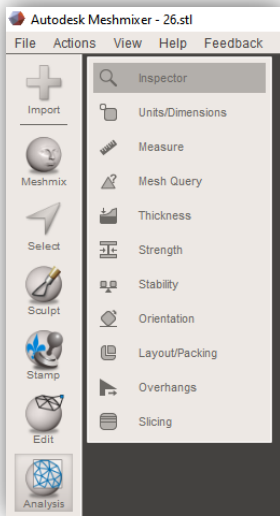 Autodesk Meshmixer - 26.stl
File Actions View Help Feedback
Import
Meshmix
Select
Sculpt
Stamp
Edit
Analysis
Inspector
Units/Dimensions
Measure
Mesh Query
Thickness
Strength
Stability
Orientation
Layout/Packing
Overhangs
Slicing